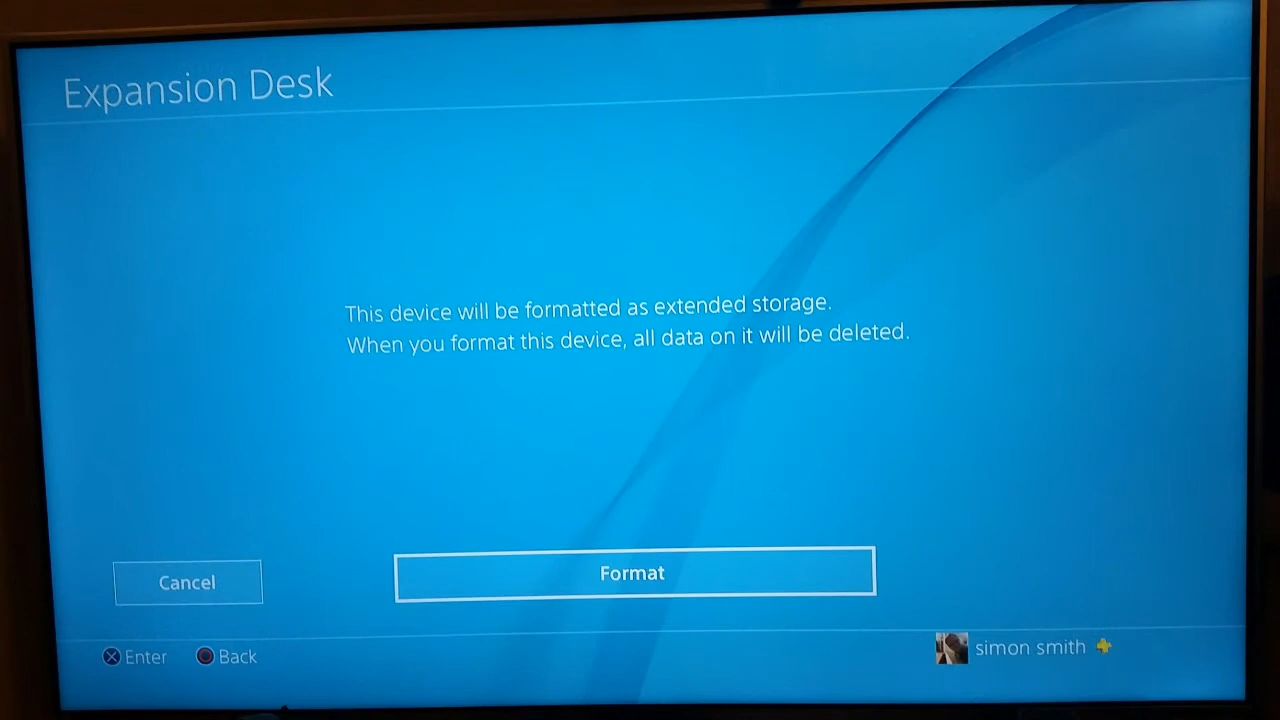 Expansion Desk
This device will be formatted as extended storage.
When you format this device, all data on it will be deleted.
Cancel
Format
Enter
Back
simon smith